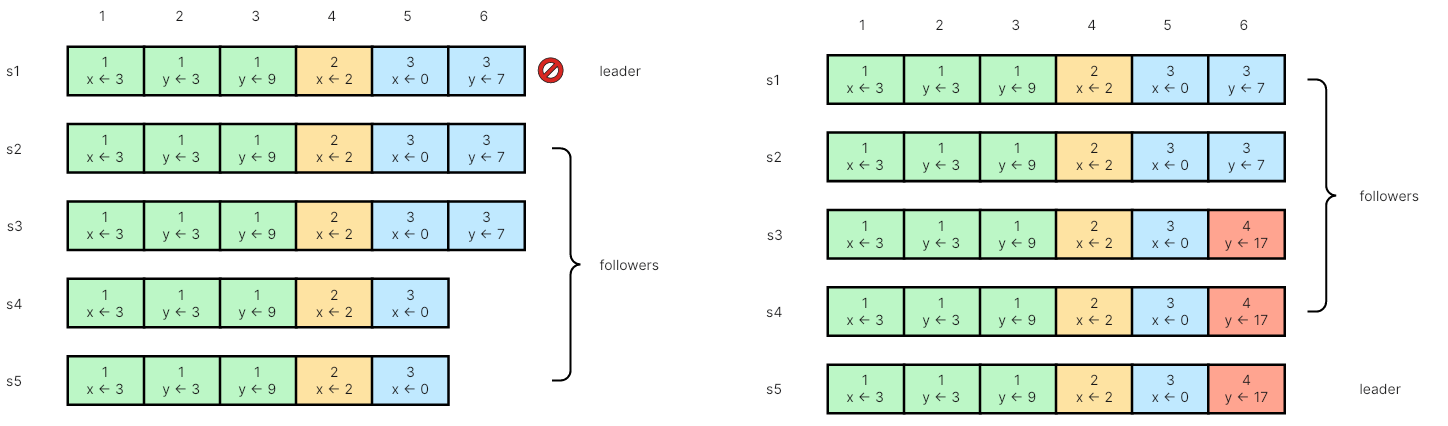 1 2 3 4 5 6
s1
1 1 1 2 3 3
x ← 3 y ← 3 y ← 9 x ← 2 x ← 0 y ← 7
leader
s2
1 1 1 2 3 3
x ← 3 y ← 3 y ← 9 x ← 2 x ← 0 y ← 7
s3
1 1 1 2 3 3
x ← 3 y ← 3 y ← 9 x ← 2 x ← 0 y ← 7
followers
s4
1 1 1 2 3
x ← 3 y ← 3 y ← 9 x ← 2 x ← 0
s5
1 1 1 2 3
x ← 3 y ← 3 y ← 9 x ← 2 x ← 0
1 2 3 4 5 6
s1
1 1 1 2 3 3
x ← 3 y ← 3 y ← 9 x ← 2 x ← 0 y ← 7
s2
1 1 1 2 3 3
x ← 3 y ← 3 y ← 9 x ← 2 x ← 0 y ← 7
followers
s3
1 1 1 2 3 4
x ← 3 y ← 3 y ← 9 x ← 2 x ← 0 y ← 17
s4
1 1 1 2 3 4
x ← 3 y ← 3 y ← 9 x ← 2 x ← 0 y ← 17
s5
1 1 1 2 3 4
x ← 3 y ← 3 y ← 9 x ← 2 x ← 0 y ← 17
leader